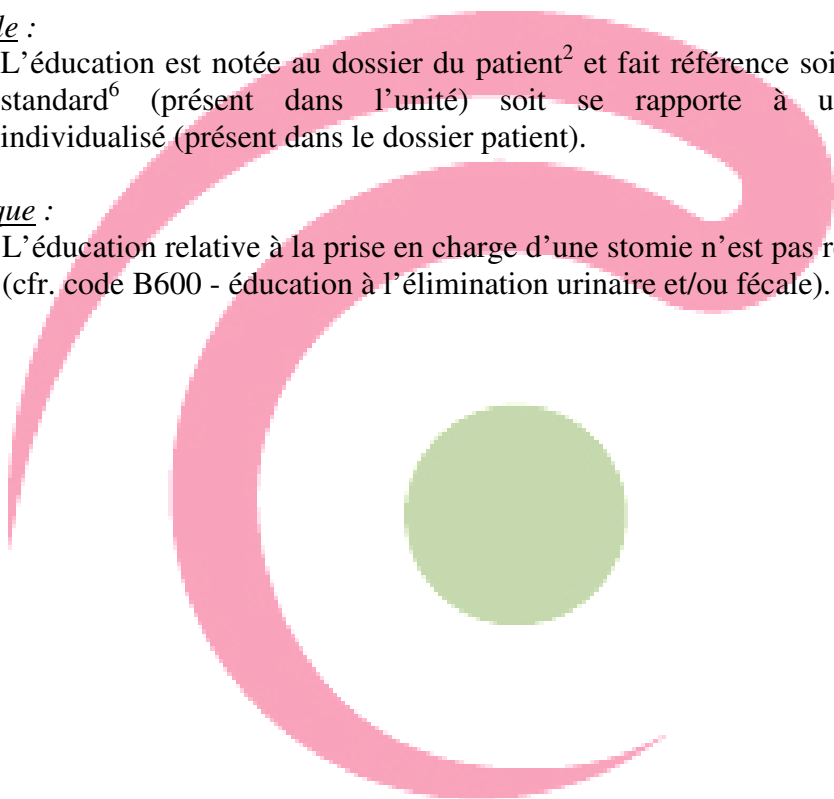 le :
L’éducation est notée au dossier du patient2 et fait référence soi
standard6 (présent dans l’unité) soit se rapporte à u
individualisé (présent dans le dossier patient).
que :
L’éducation relative à la prise en charge d’une stomie n’est pas r
(cfr. code B600 - éducation à l’élimination urinaire et/ou fécale).